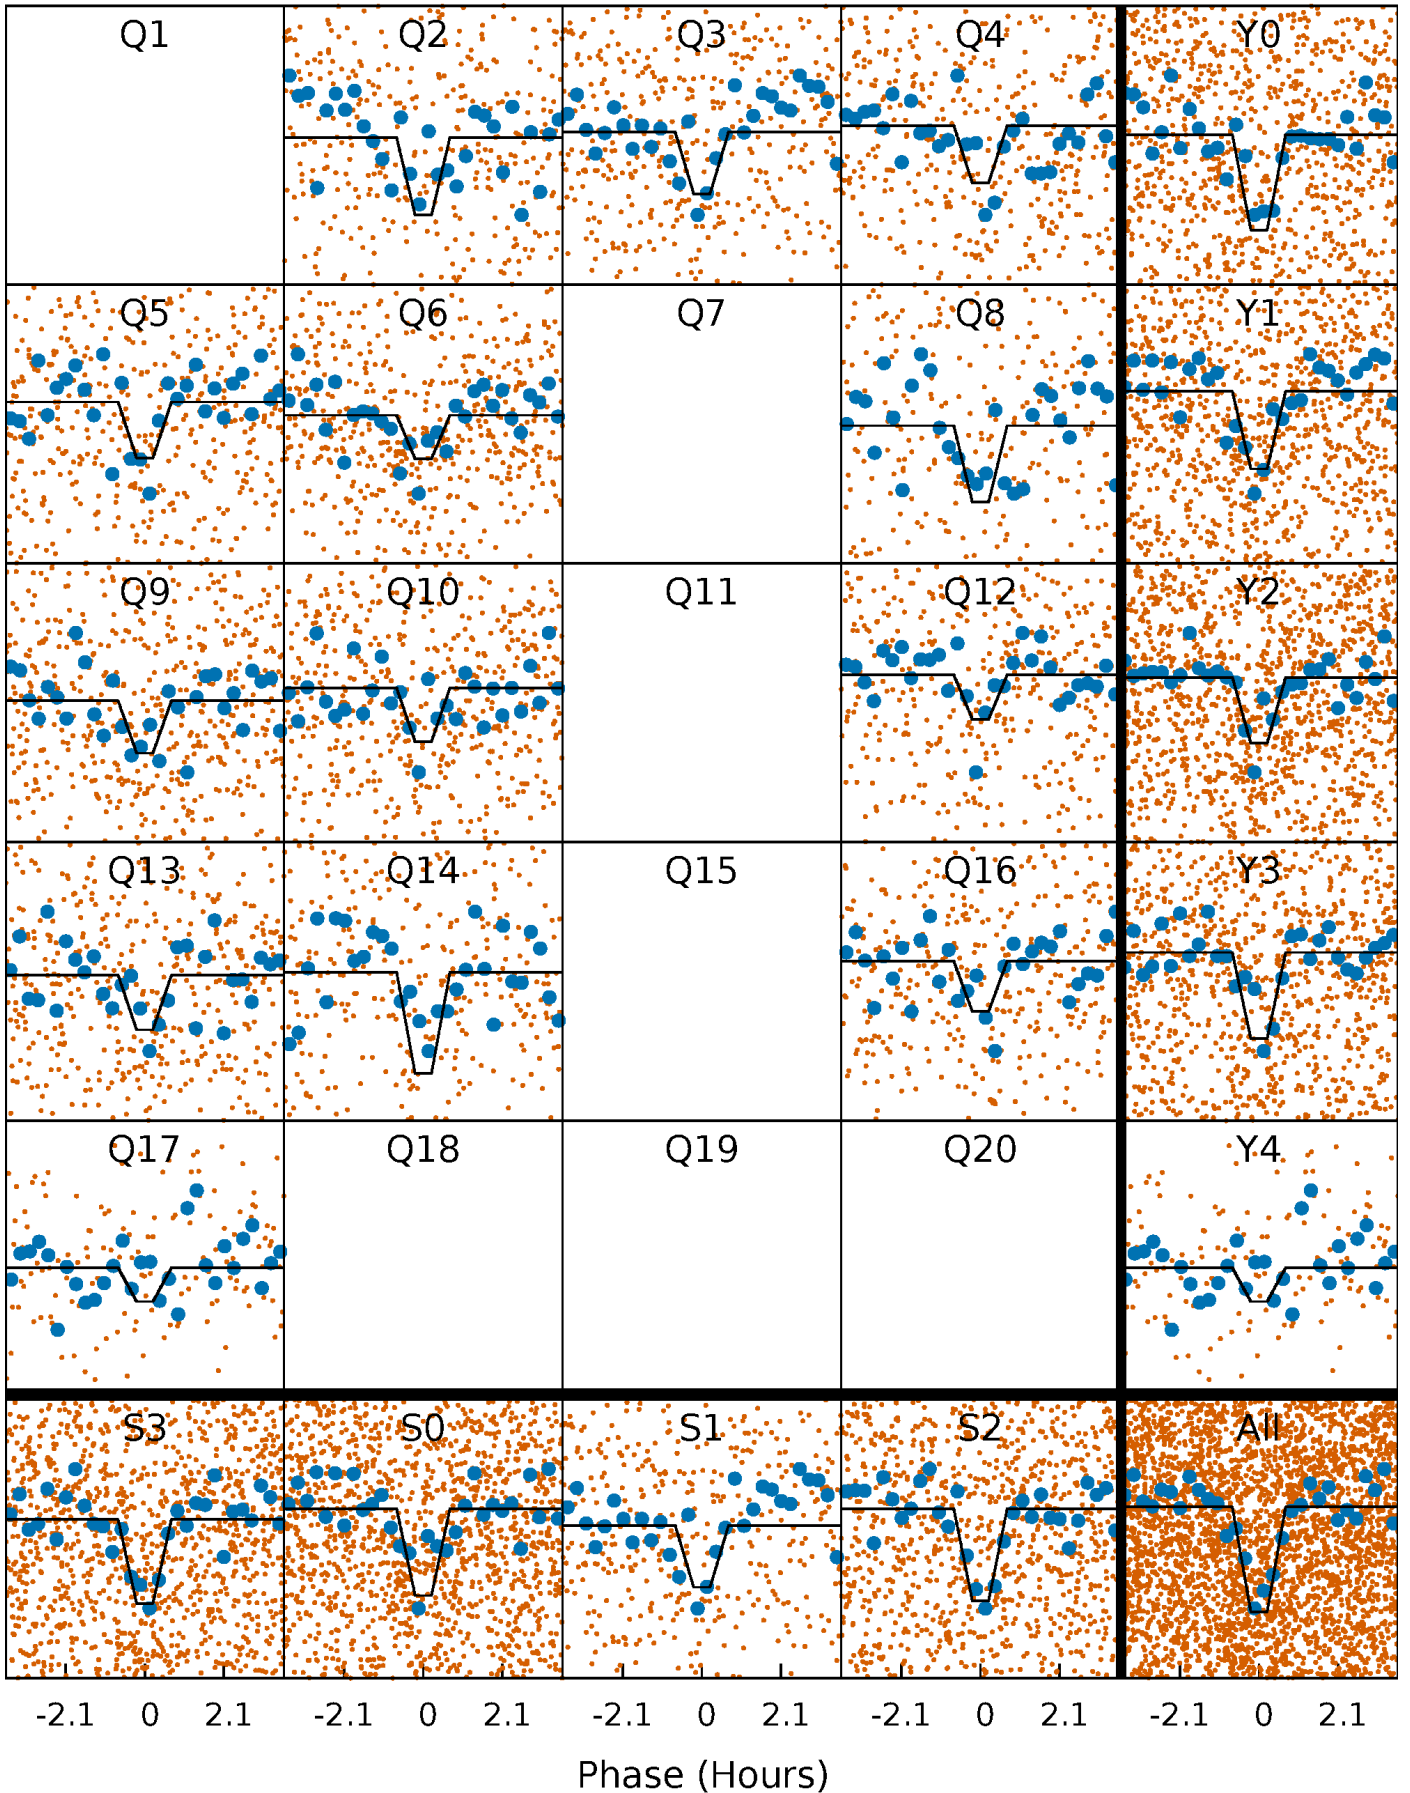 Q1 Q2 Q3 Q4 Y0
Q5 Q6 Q7 Q8 Y1
Q9 Q10 Q11 Q12 Y2
Q13 Q14 Q15 Q16 Y3
Q17 Q18 Q19 Q20 Y4
S3 S0 S1 S2 All
-2.1 0 2.1 -2.1 0 2.1 -2.1 0 2.1 -2.1 0 2.1 -2.1 0 2.1
Phase (Hours)